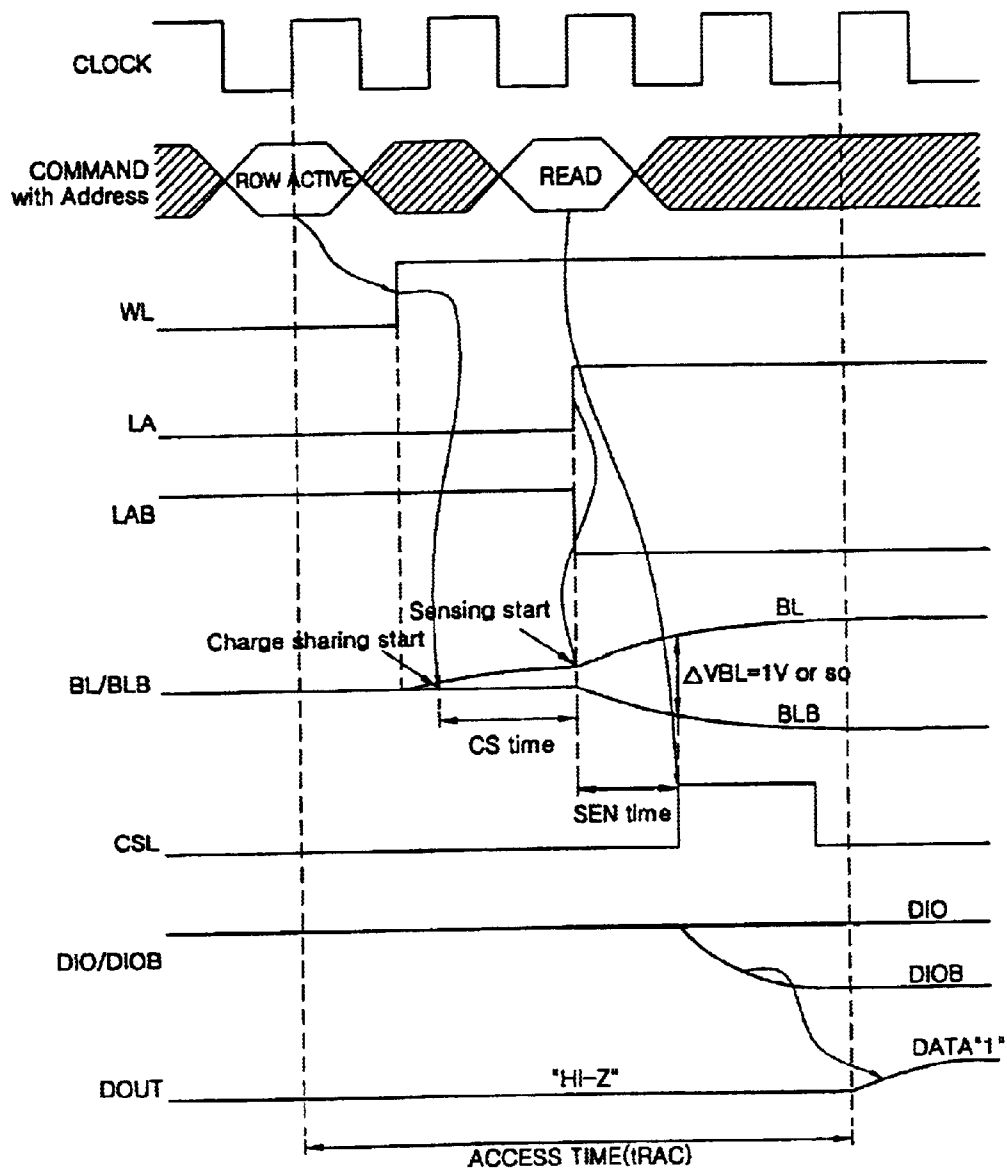 CLOCK
COMMAND
with Address
ROW ACTIVE
READ
WL
LA
LAB
Sensing start
BL
Charge sharing start
BL/BLB
△VBL=1V or so
BLB
CS time
SEN time
CSL
DIO
DIO/DIOB
DIOB
DATA"1"
"HI-Z"
DOUT
ACCESS TIME(tRAC)